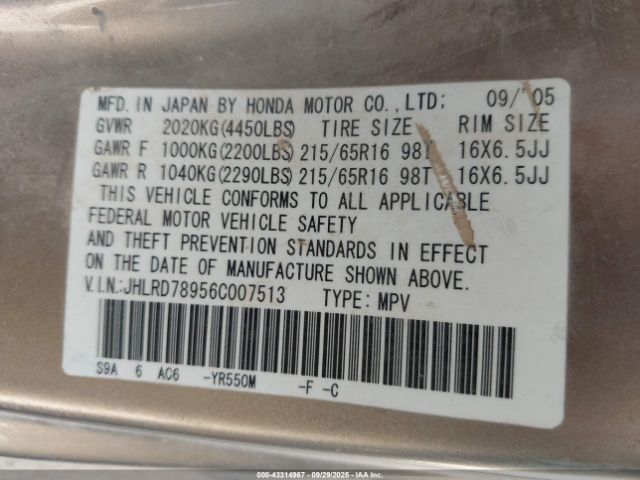 MFD. IN JAPAN BY HONDA MOTOR CO.,LTD; 09/'05
GVWR 2020KG(4450LBS) TIRE SIZE RIM SIZE
GAWR F 1000KG(2200LBS) 215/65R16 98T 16X6.5JJ
GAWR R 1040KG(2290LBS) 215/65R16 98T 16X6.5JJ
THIS VEHICLE CONFORMS TO ALL APPLICABLE
FEDERAL MOTOR VEHICLE SAFETY
AND THEFT PREVENTION STANDARDS IN EFFECT
ON THE DATE OF MANUFACTURE SHOWN ABOVE.
V.I.N.:JHLRD78956C007513 TYPE: MPV
S9A 6 AC6 -YR550M -F -C
000-43314967 - 09/29/2025 - IAA Inc.